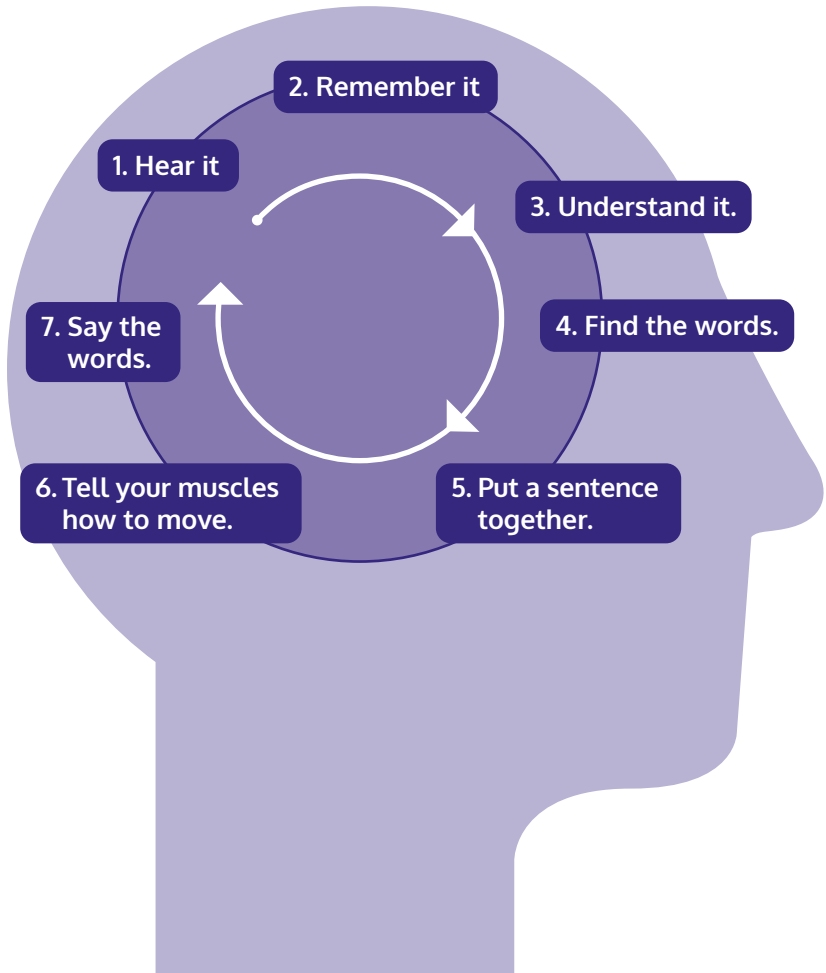 1. Hear it
2. Remember it
3. Understand it.
4. Find the words.
5. Put a sentence
together.
6. Tell your muscles
how to move.
7. Say the
words.